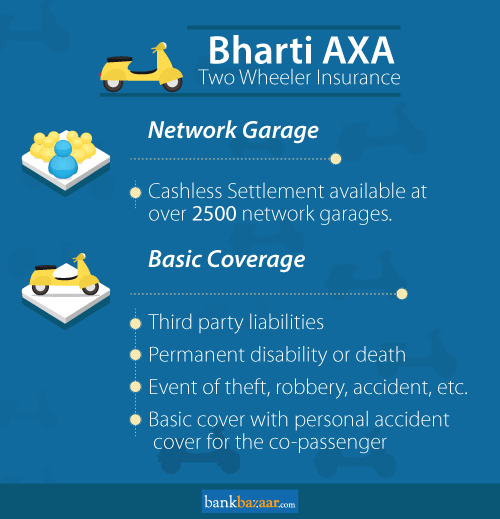 Bharti AXA
Two Wheeler Insurance
Network Garage
Cashless Settlement available at
over 2500 network garages.
Basic Coverage
Third party liabilities
Permanent disability or death
Event of theft, robbery, accident, etc.
Basic cover with personal accident
cover for the co-passenger
bankbazaar.com